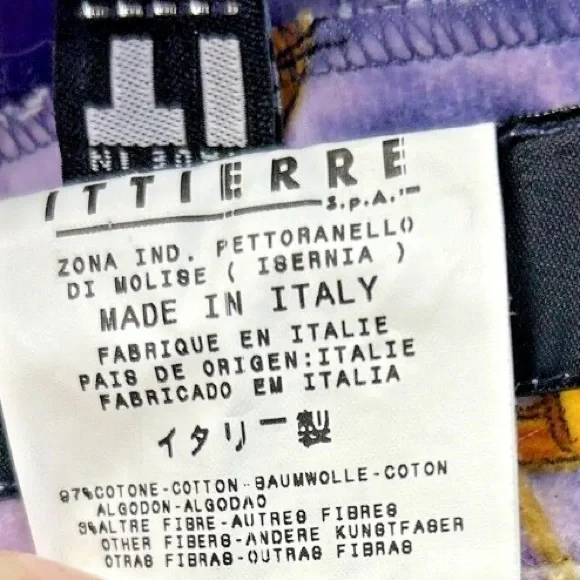 IT
ITTIERRE
S.p.A.
ZONA IND. PETTORANELLO
DI MOLISE ( ISERNIA )
MADE IN ITALY
FABRIQUE EN ITALIE
PAIS DE ORIGEN:ITALIE
FABRICADO EM ITALIA
イタリー製
97%COTONE-COTTON-BAUMWOLLE-COTON
ALGODON-ALGODAO
3%ALTRE FIBRE-AUTRES FIBRES
OTHER FIBERS-ANDERE KUNSTFASER
OTRAS FIBRAS-OUTRAS FIBRAS